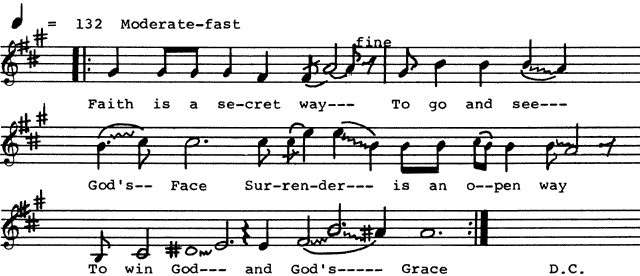 = 132 Moderate-fast
fine
Faith is a se-cret way--- To go and see---
God's-- Face Sur-ren-der--- is an o--pen way
To win God--- and God's----- Grace D.C.